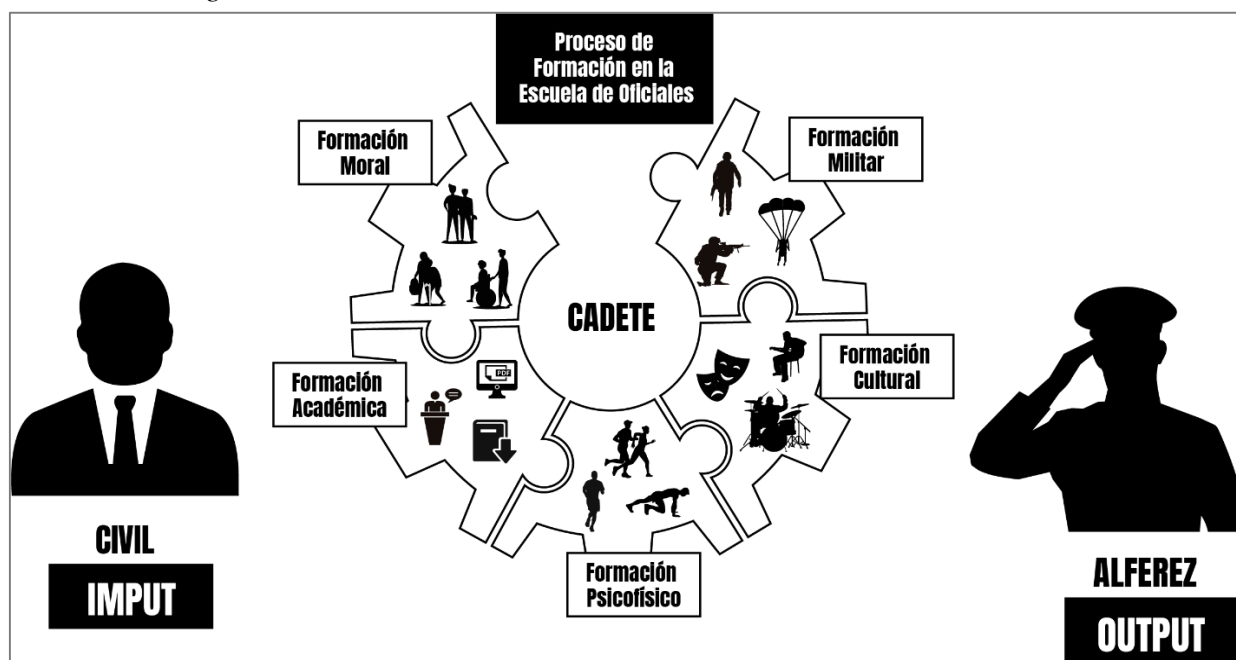 Proceso de
Formación en la
Escuela de Oficiales
Formación
Moral
Formación
Militar
CADETE
Formación
Académica
PDF
Formación
Cultural
Formación
Psicofísico
CIVIL
IMPUT
ALFEREZ
OUTPUT